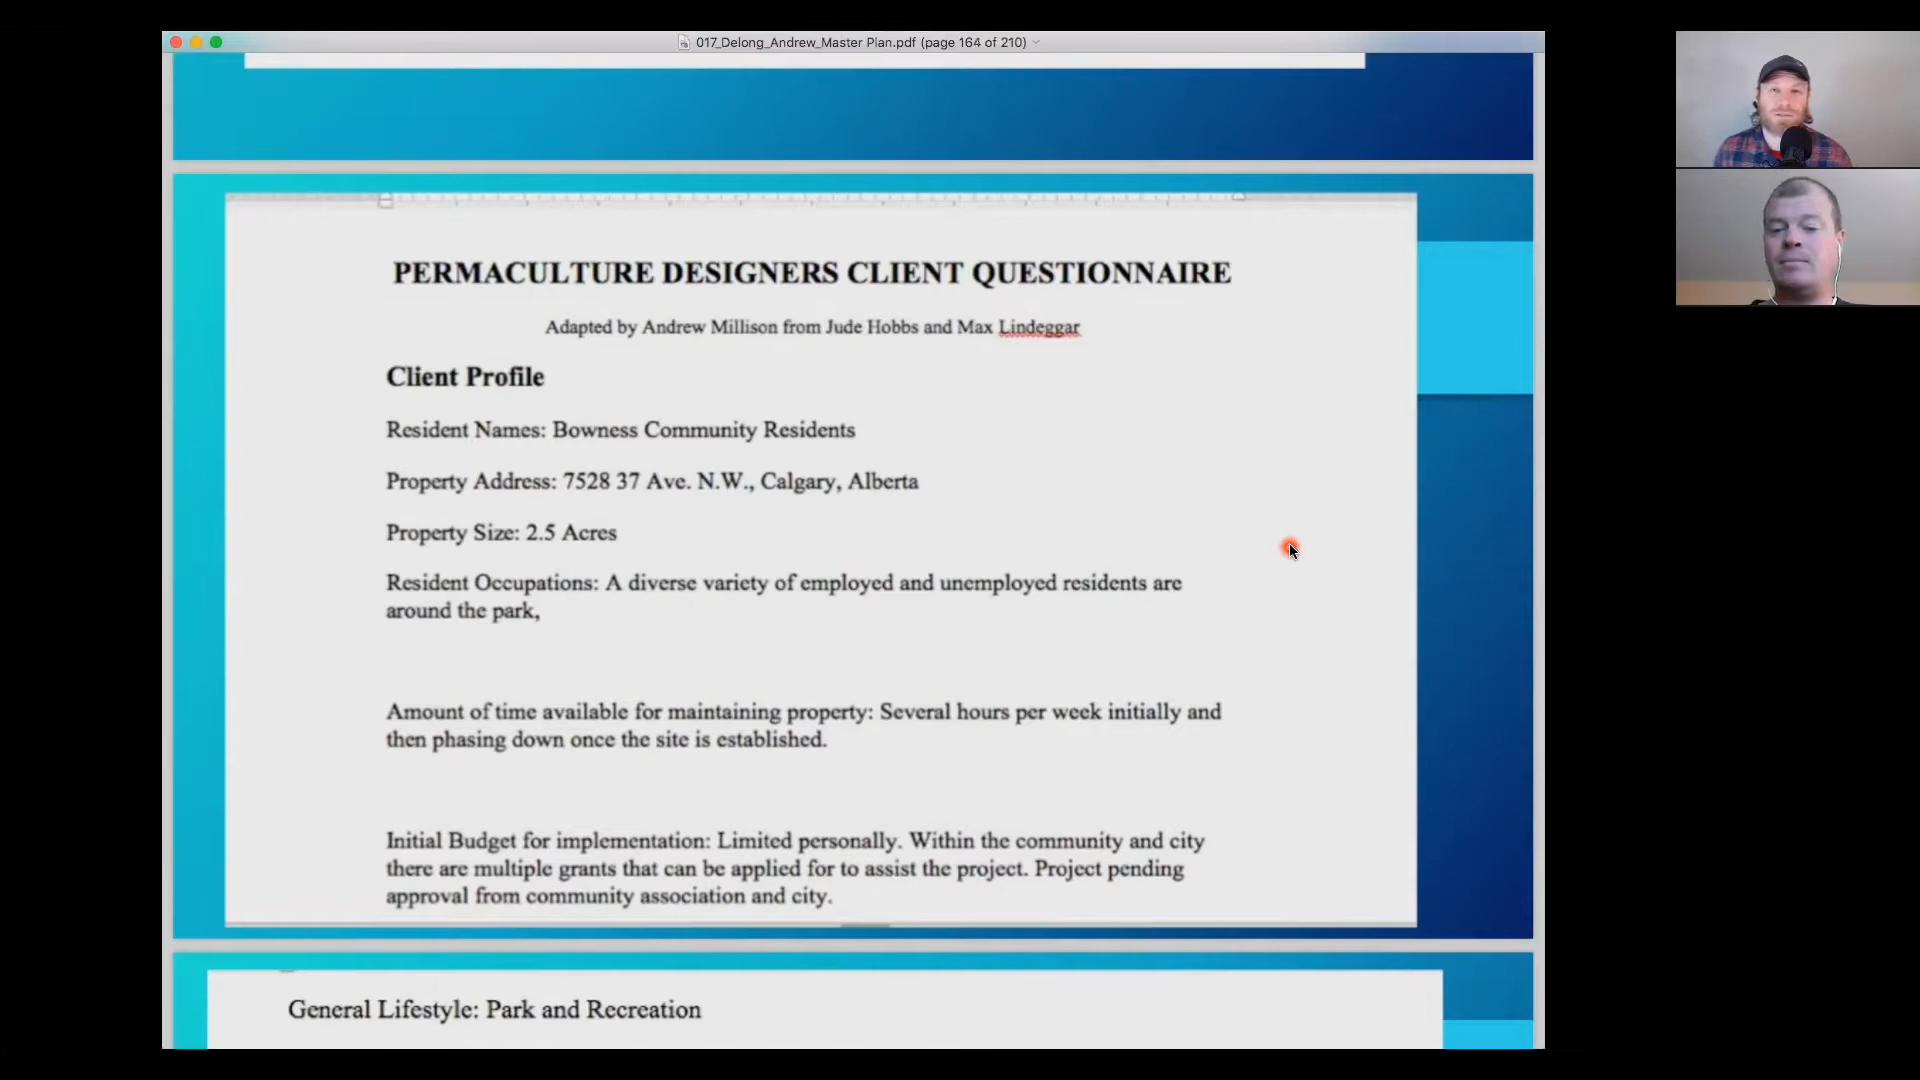 017_Delong_Andrew_Master Plan.pdf (page 164 of 210)
PERMACULTURE DESIGNERS CLIENT QUESTIONNAIRE
Adapted by Andrew Millison from Jude Hobbs and Max Lindeggar
Client Profile
Resident Names: Bowness Community Residents
Property Address: 7528 37 Ave. N.W., Calgary, Alberta
Property Size: 2.5 Acres
Resident Occupations: A diverse variety of employed and unemployed residents are
around the park,
Amount of time available for maintaining property: Several hours per week initially and
then phasing down once the site is established.
Initial Budget for implementation: Limited personally. Within the community and city
there are multiple grants that can be applied for to assist the project. Project pending
approval from community association and city.
General Lifestyle: Park and Recreation